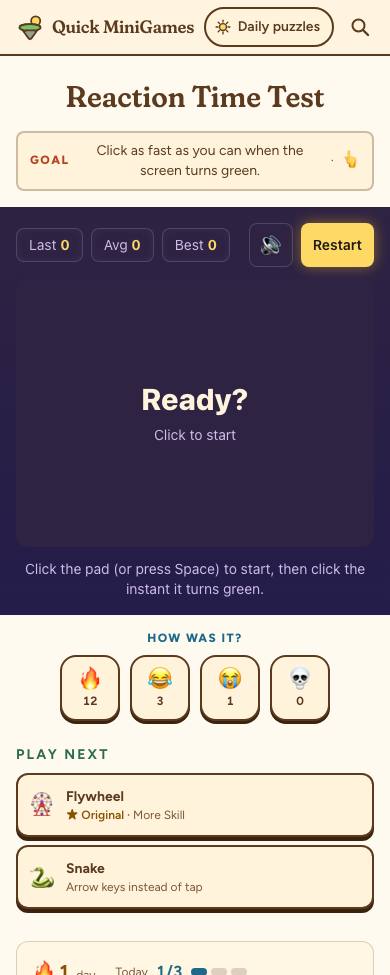 Quick MiniGames
Daily puzzles
Reaction Time Test
GOAL
Click as fast as you can when the
screen turns green.
·
Last 0
Avg 0
Best 0
Restart
Ready?
Click to start
Click the pad (or press Space) to start, then click the
instant it turns green.
HOW WAS IT?
12
3
1
0
PLAY NEXT
Flywheel
★ Original · More Skill
Snake
Arrow keys instead of tap
1 day
Today 1/3